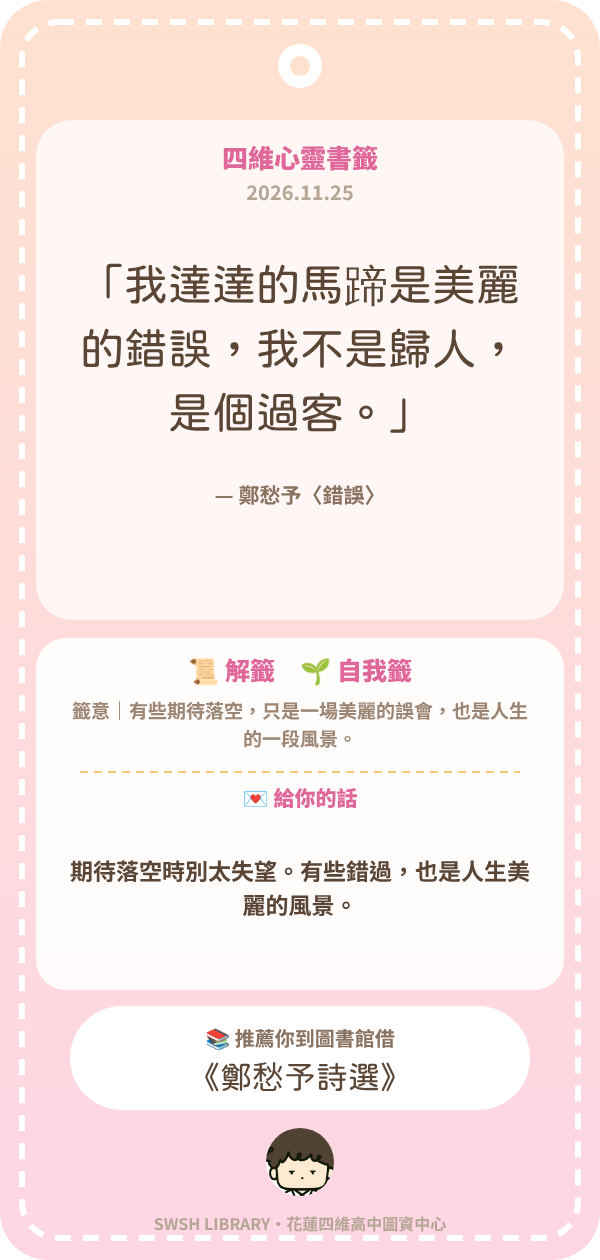 四維心靈書籤
2026.11.25
「我達達的馬蹄是美麗
的錯誤，我不是歸人，
是個過客。」
— 鄭愁予〈錯誤〉
📜 解籤 🌱 自我籤
籤意｜有些期待落空，只是一場美麗的誤會，也是人生
的一段風景。
💌 給你的話
期待落空時別太失望。有些錯過，也是人生美
麗的風景。
📚 推薦你到圖書館借
《鄭愁予詩選》
SWSH LIBRARY・花蓮四維高中圖資中心